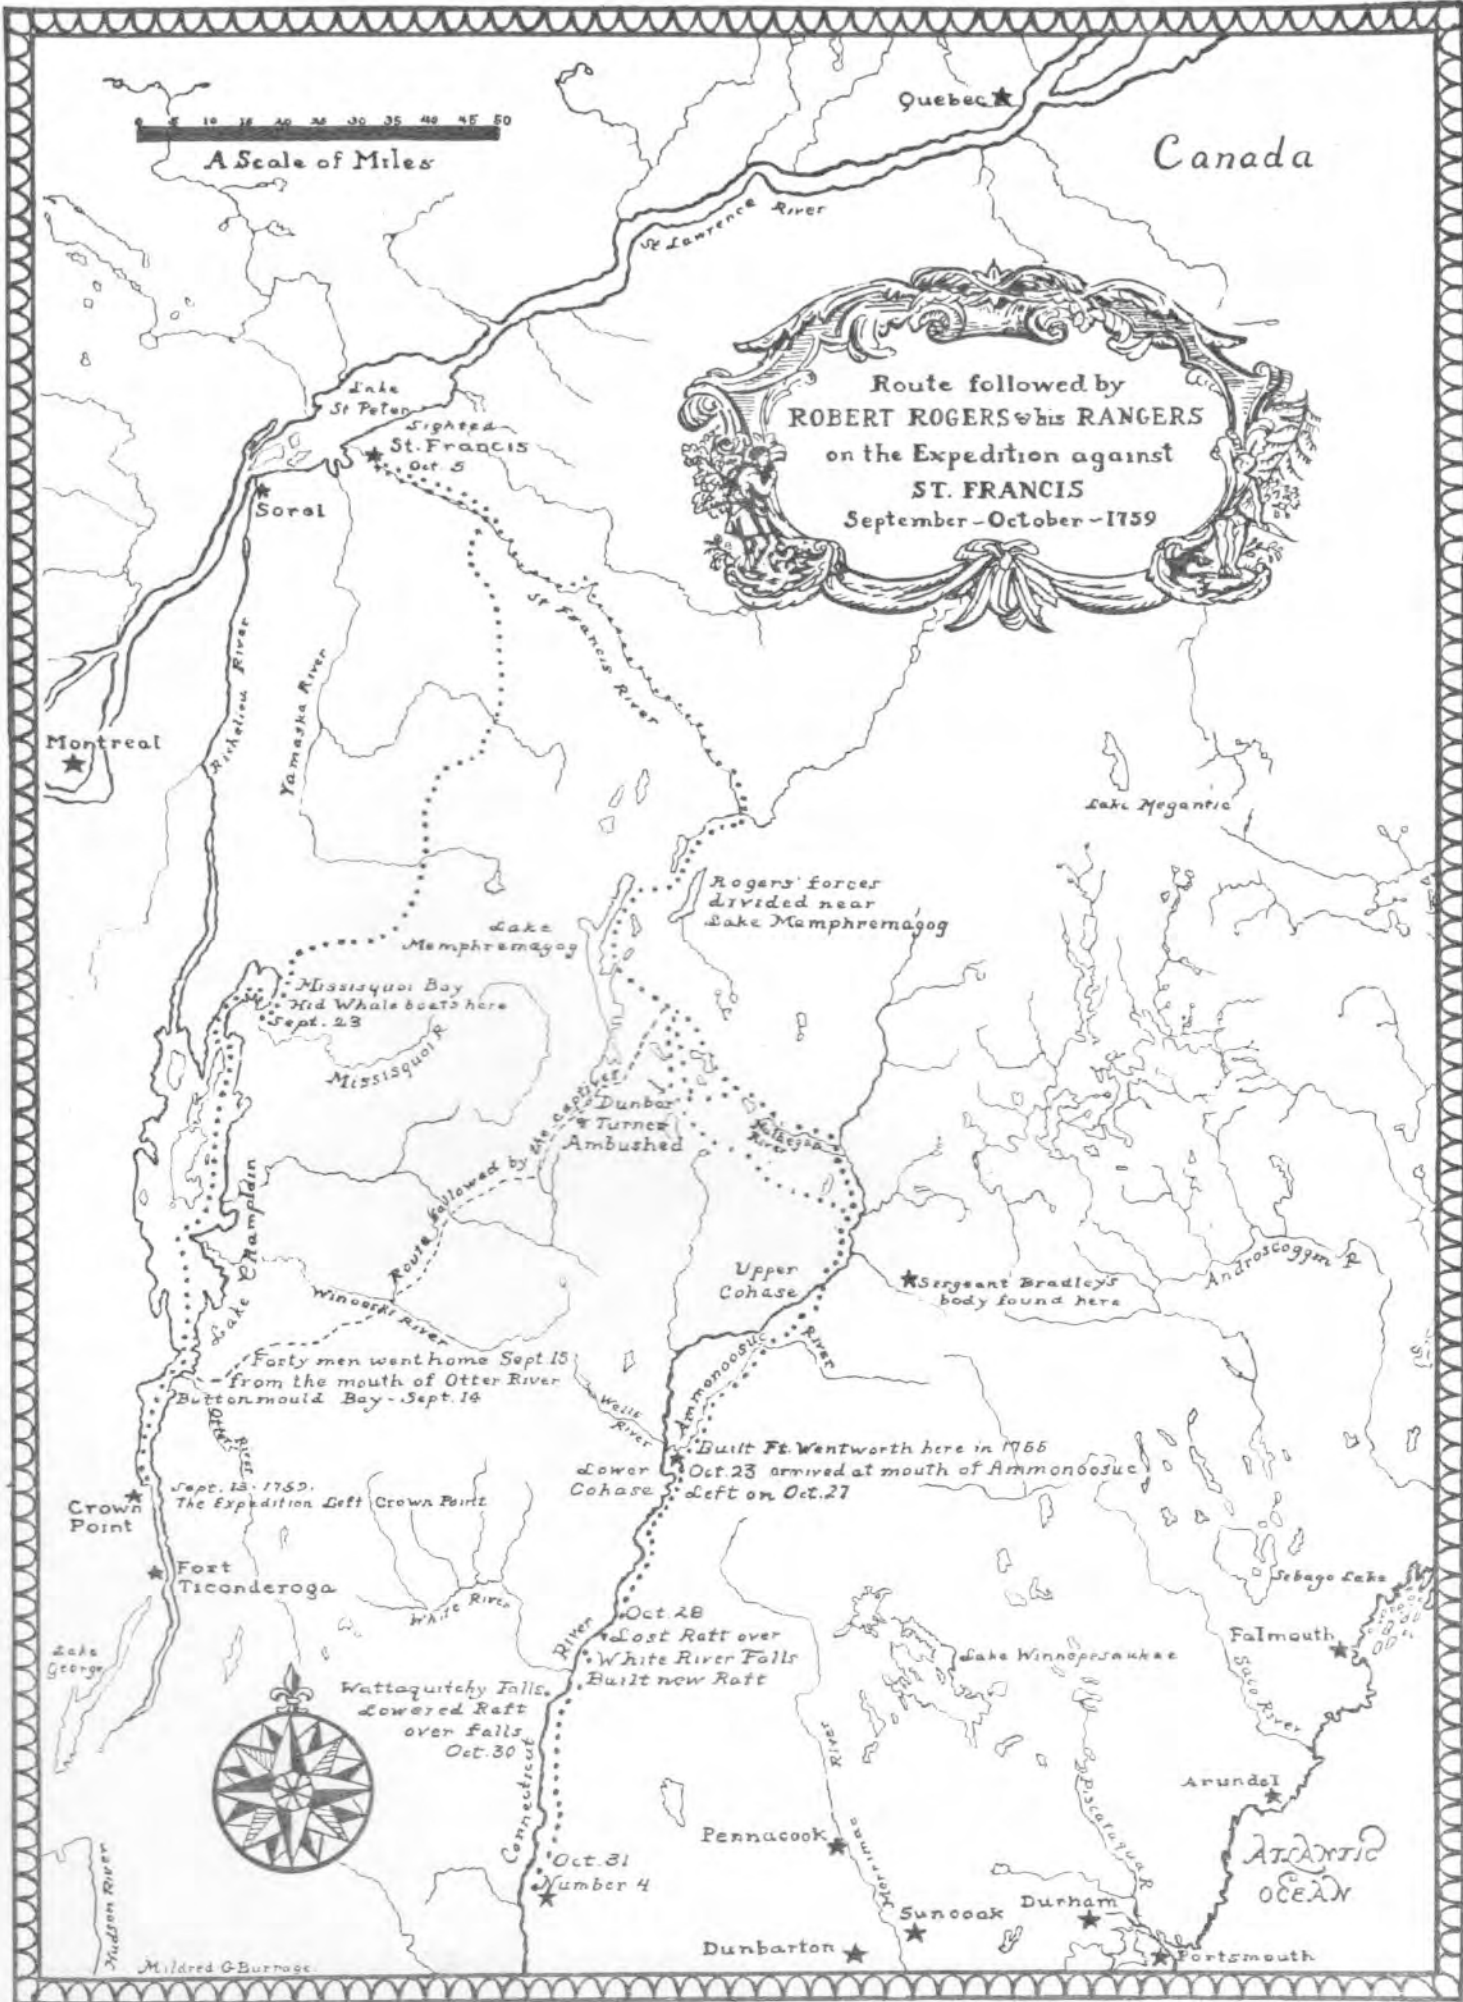 Quebec
Canada
0 5 10 15 20 25 30 35 40 45 50
A Scale of Miles
St Lawrence River
Route followed by
ROBERT ROGERS & his RANGERS
on the Expedition against
ST. FRANCIS
September-October-1759
Lake
St Peter
Sighted
St. Francis
Oct. 5
Sorel
St Francis River
Richelieu River
Yamaska River
Montreal
Lake Megantic
Rogers' forces
divided near
Lake Memphremagog
Lake
Memphremagog
Missisquoi Bay
Hid Whale boats here
Sept. 23
Missisquoi R
Dunbar
& Turner
Ambushed
Nulhegan
River
Route followed by the captives
Lake Champlain
Winooski River
Upper
Cohase
Sergeant Bradley's
body found here
Androscoggin R
Forty men went home Sept. 15
from the mouth of Otter River
Buttonmould Bay-Sept. 14
Otter River
Ammonoosuc River
Wells
River
Built Ft. Wentworth here in 1755
Oct. 23 arrived at mouth of Ammonoosuc
Left on Oct. 27
Lower
Cohase
Sept. 13-1759.
The Expedition Left Crown Point
Crown
Point
Fort
Ticonderoga
White River
Sebago Lake
Oct. 28
Lost Raft over
White River Falls
Built new Raft
Lake
George
Falmouth
Lake Winnepesaukee
Saco River
Wattaquitchy Falls
Lowered Raft
over falls
Oct. 30
Connecticut River
Merrimac River
Piscataqua R
Arundel
Pennacook
ATLANTIC
OCEAN
Oct. 31
Number 4
Hudson River
Suncook
Durham
Dunbarton
Portsmouth
Mildred G Burrage.